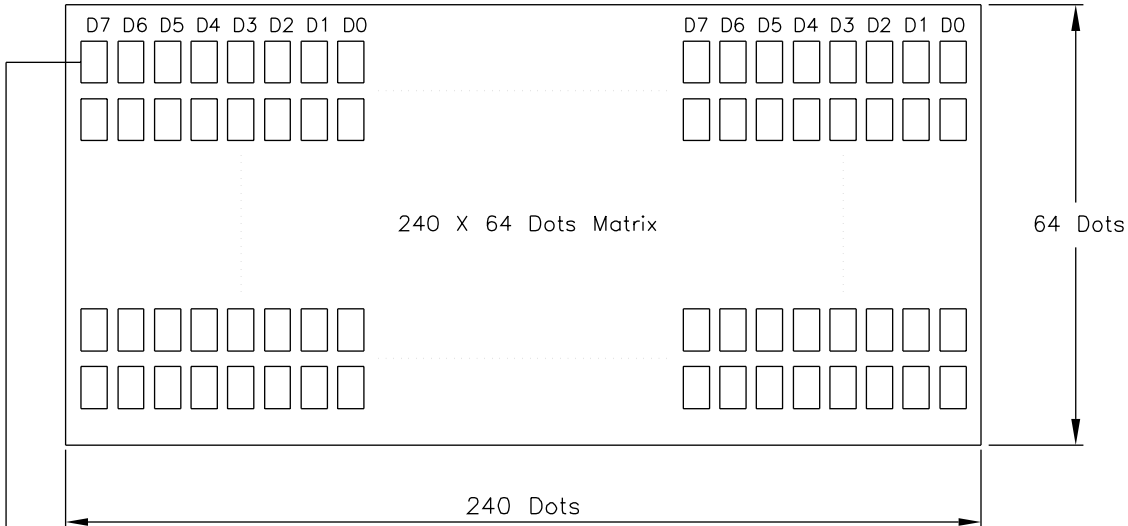 D7 D6 D5 D4 D3 D2 D1 D0 D7 D6 D5 D4 D3 D2 D1 D0
240 X 64 Dots Matrix
64 Dots
240 Dots